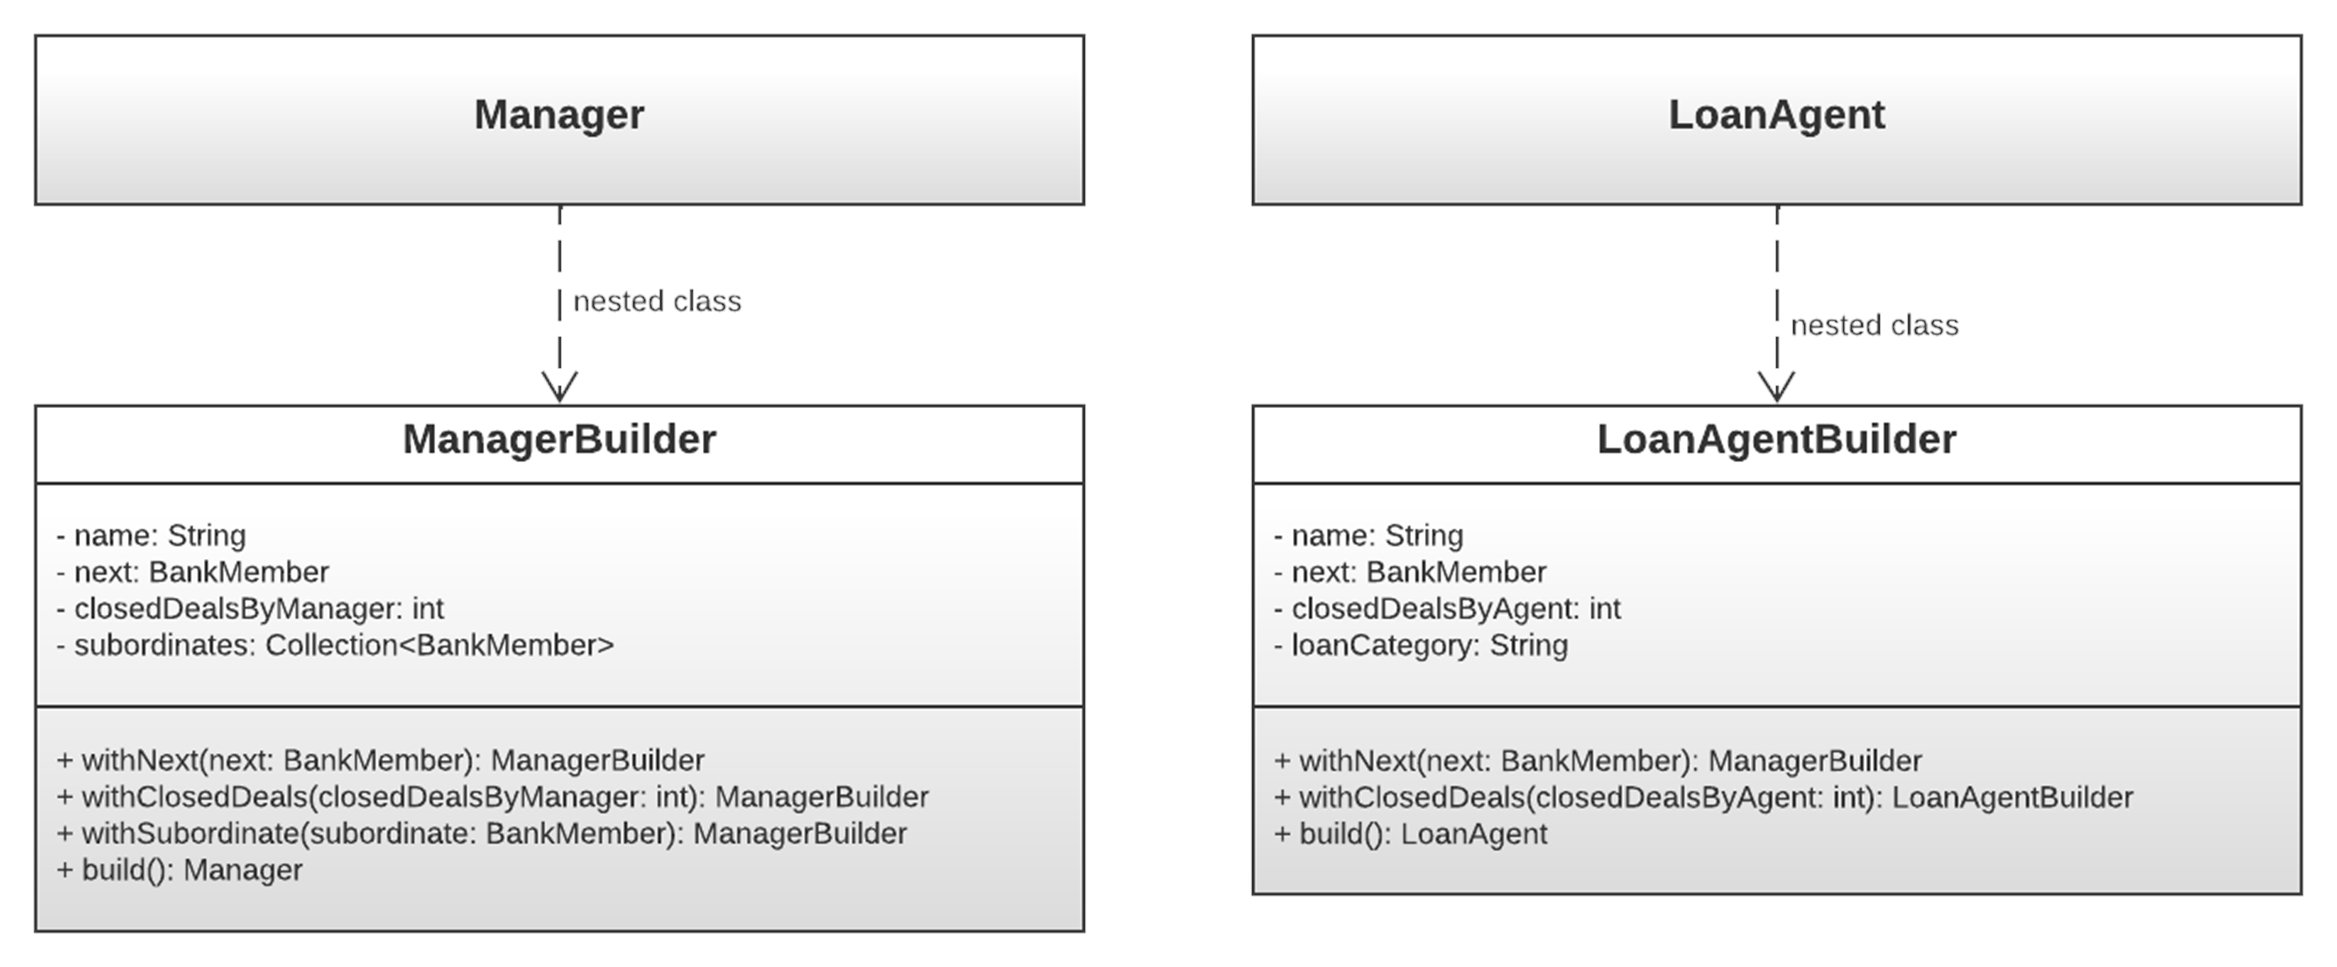 Manager
nested class
ManagerBuilder
- name: String
- next: BankMember
- closedDealsByManager: int
- subordinates: Collection<BankMember>
+ withNext(next: BankMember): ManagerBuilder
+ withClosedDeals(closedDealsByManager: int): ManagerBuilder
+ withSubordinate(subordinate: BankMember): ManagerBuilder
+ build(): Manager
LoanAgent
nested class
LoanAgentBuilder
- name: String
- next: BankMember
- closedDealsByAgent: int
- loanCategory: String
+ withNext(next: BankMember): ManagerBuilder
+ withClosedDeals(closedDealsByAgent: int): LoanAgentBuilder
+ build(): LoanAgent